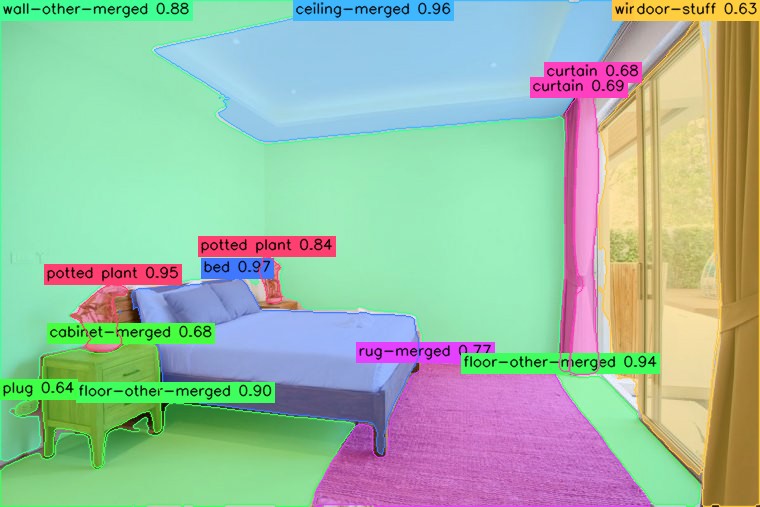 wall-other-merged 0.88
ceiling-merged 0.96
wirdoor-stuff 0.63
curtain 0.68
curtain 0.69
potted plant 0.84
bed 0.97
potted plant 0.95
cabinet-merged 0.68
rug-merged 0.77
floor-other-merged 0.94
plug 0.64
floor-other-merged 0.90